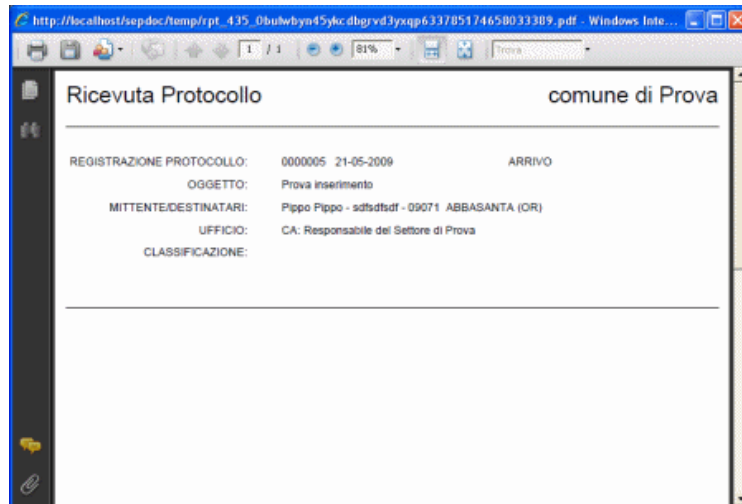 http://localhost/sepdoc/temp/rpt_435_0bulwbyn45ykcdbgrvd3yxqp633785174658033389.pdf - Windows Inte...
1 / 1 81% Trova
Ricevuta Protocollo comune di Prova
REGISTRAZIONE PROTOCOLLO: 0000005 21-05-2009 ARRIVO
OGGETTO: Prova inserimento
MITTENTE/DESTINATARI: Pippo Pippo - sdfsdfsdf - 09071 ABBASANTA (OR)
UFFICIO: CA: Responsabile del Settore di Prova
CLASSIFICAZIONE: